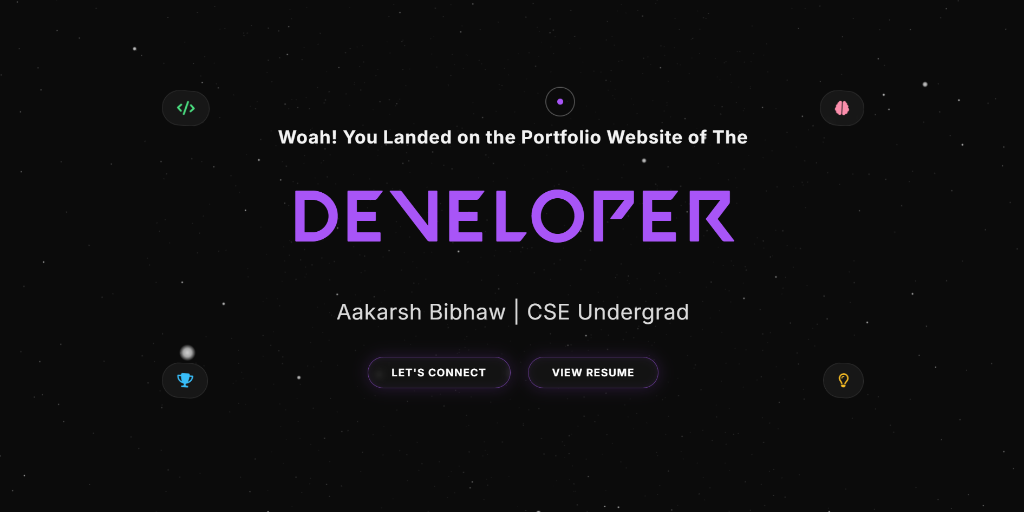 Woah! You Landed on the Portfolio Website of The
DEVELOPER
Aakarsh Bibhaw | CSE Undergrad
LET'S CONNECT
VIEW RESUME